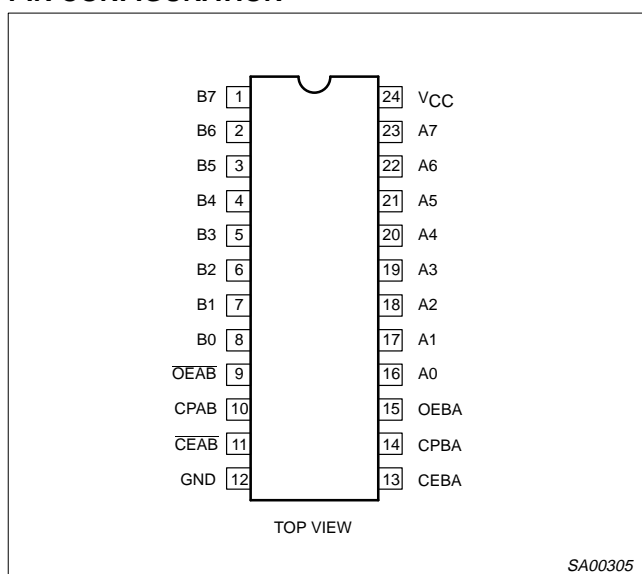 B7 1 24 VCC
B6 2 23 A7
B5 3 22 A6
B4 4 21 A5
B3 5 20 A4
B2 6 19 A3
B1 7 18 A2
B0 8 17 A1
OEAB 9 16 A0
CPAB 10 15 OEBA
CEAB 11 14 CPBA
GND 12 13 CEBA
TOP VIEW
SA00305